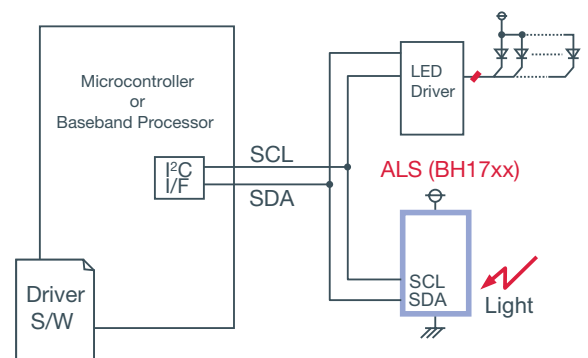 Microcontroller
or
Baseband Processor
I²C
I/F
SCL
SDA
Driver
S/W
LED
Driver
ALS (BH17xx)
SCL
SDA
Light